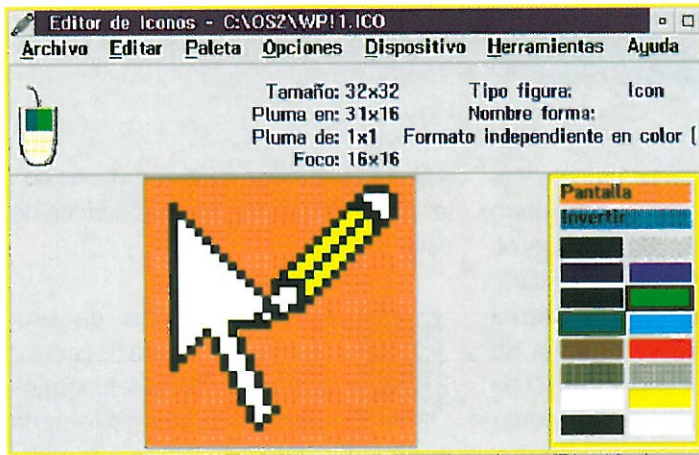 Editor de Iconos - C:\OS2\WP!1.ICO
Archivo Editar Paleta Opciones Dispositivo Herramientas Ayuda
Tamaño: 32x32 Tipo figura: Icon
Pluma en: 31x16 Nombre forma:
Pluma de: 1x1 Formato independiente en color (
Foco: 16x16
Pantalla
Invertir